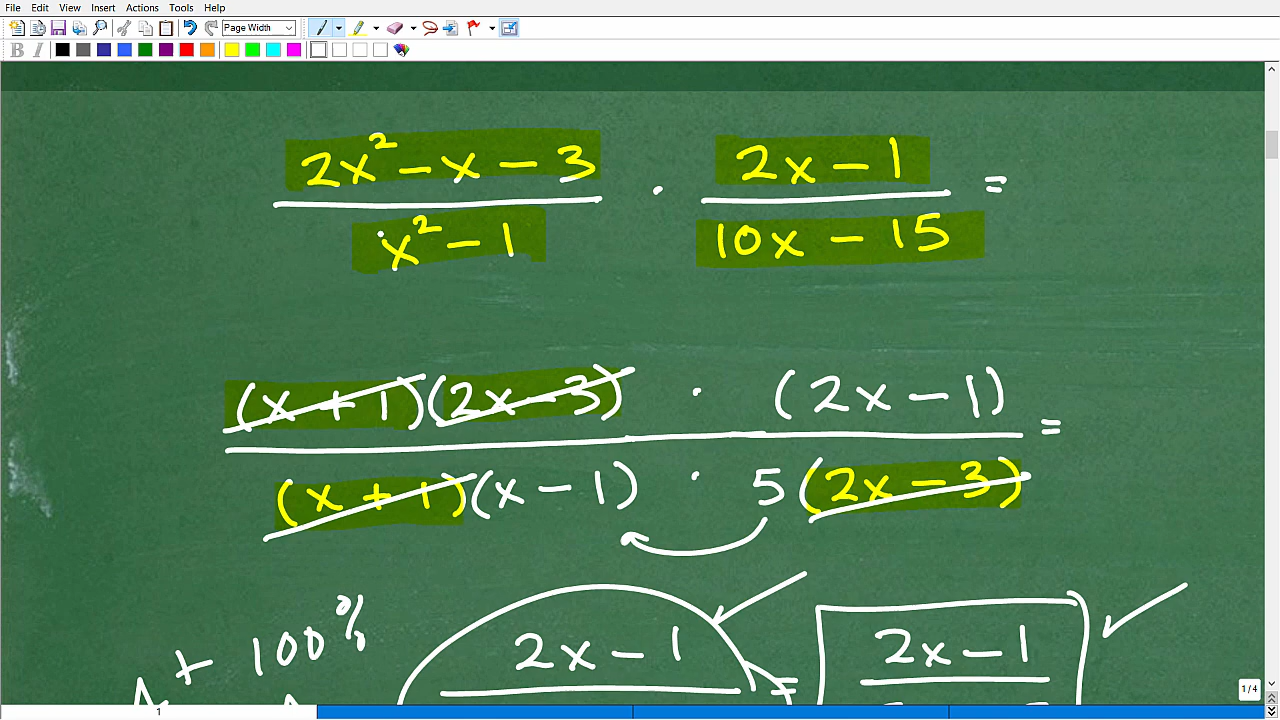 File Edit View Insert Actions Tools Help
Page Width
B I
2x² - x - 3 · 2x - 1 =
x² - 1 10x - 15
(x + 1)(2x - 3) · (2x - 1) =
(x + 1)(x - 1) · 5(2x - 3)
+ 100%
2x - 1 = 2x - 1
1/4
1